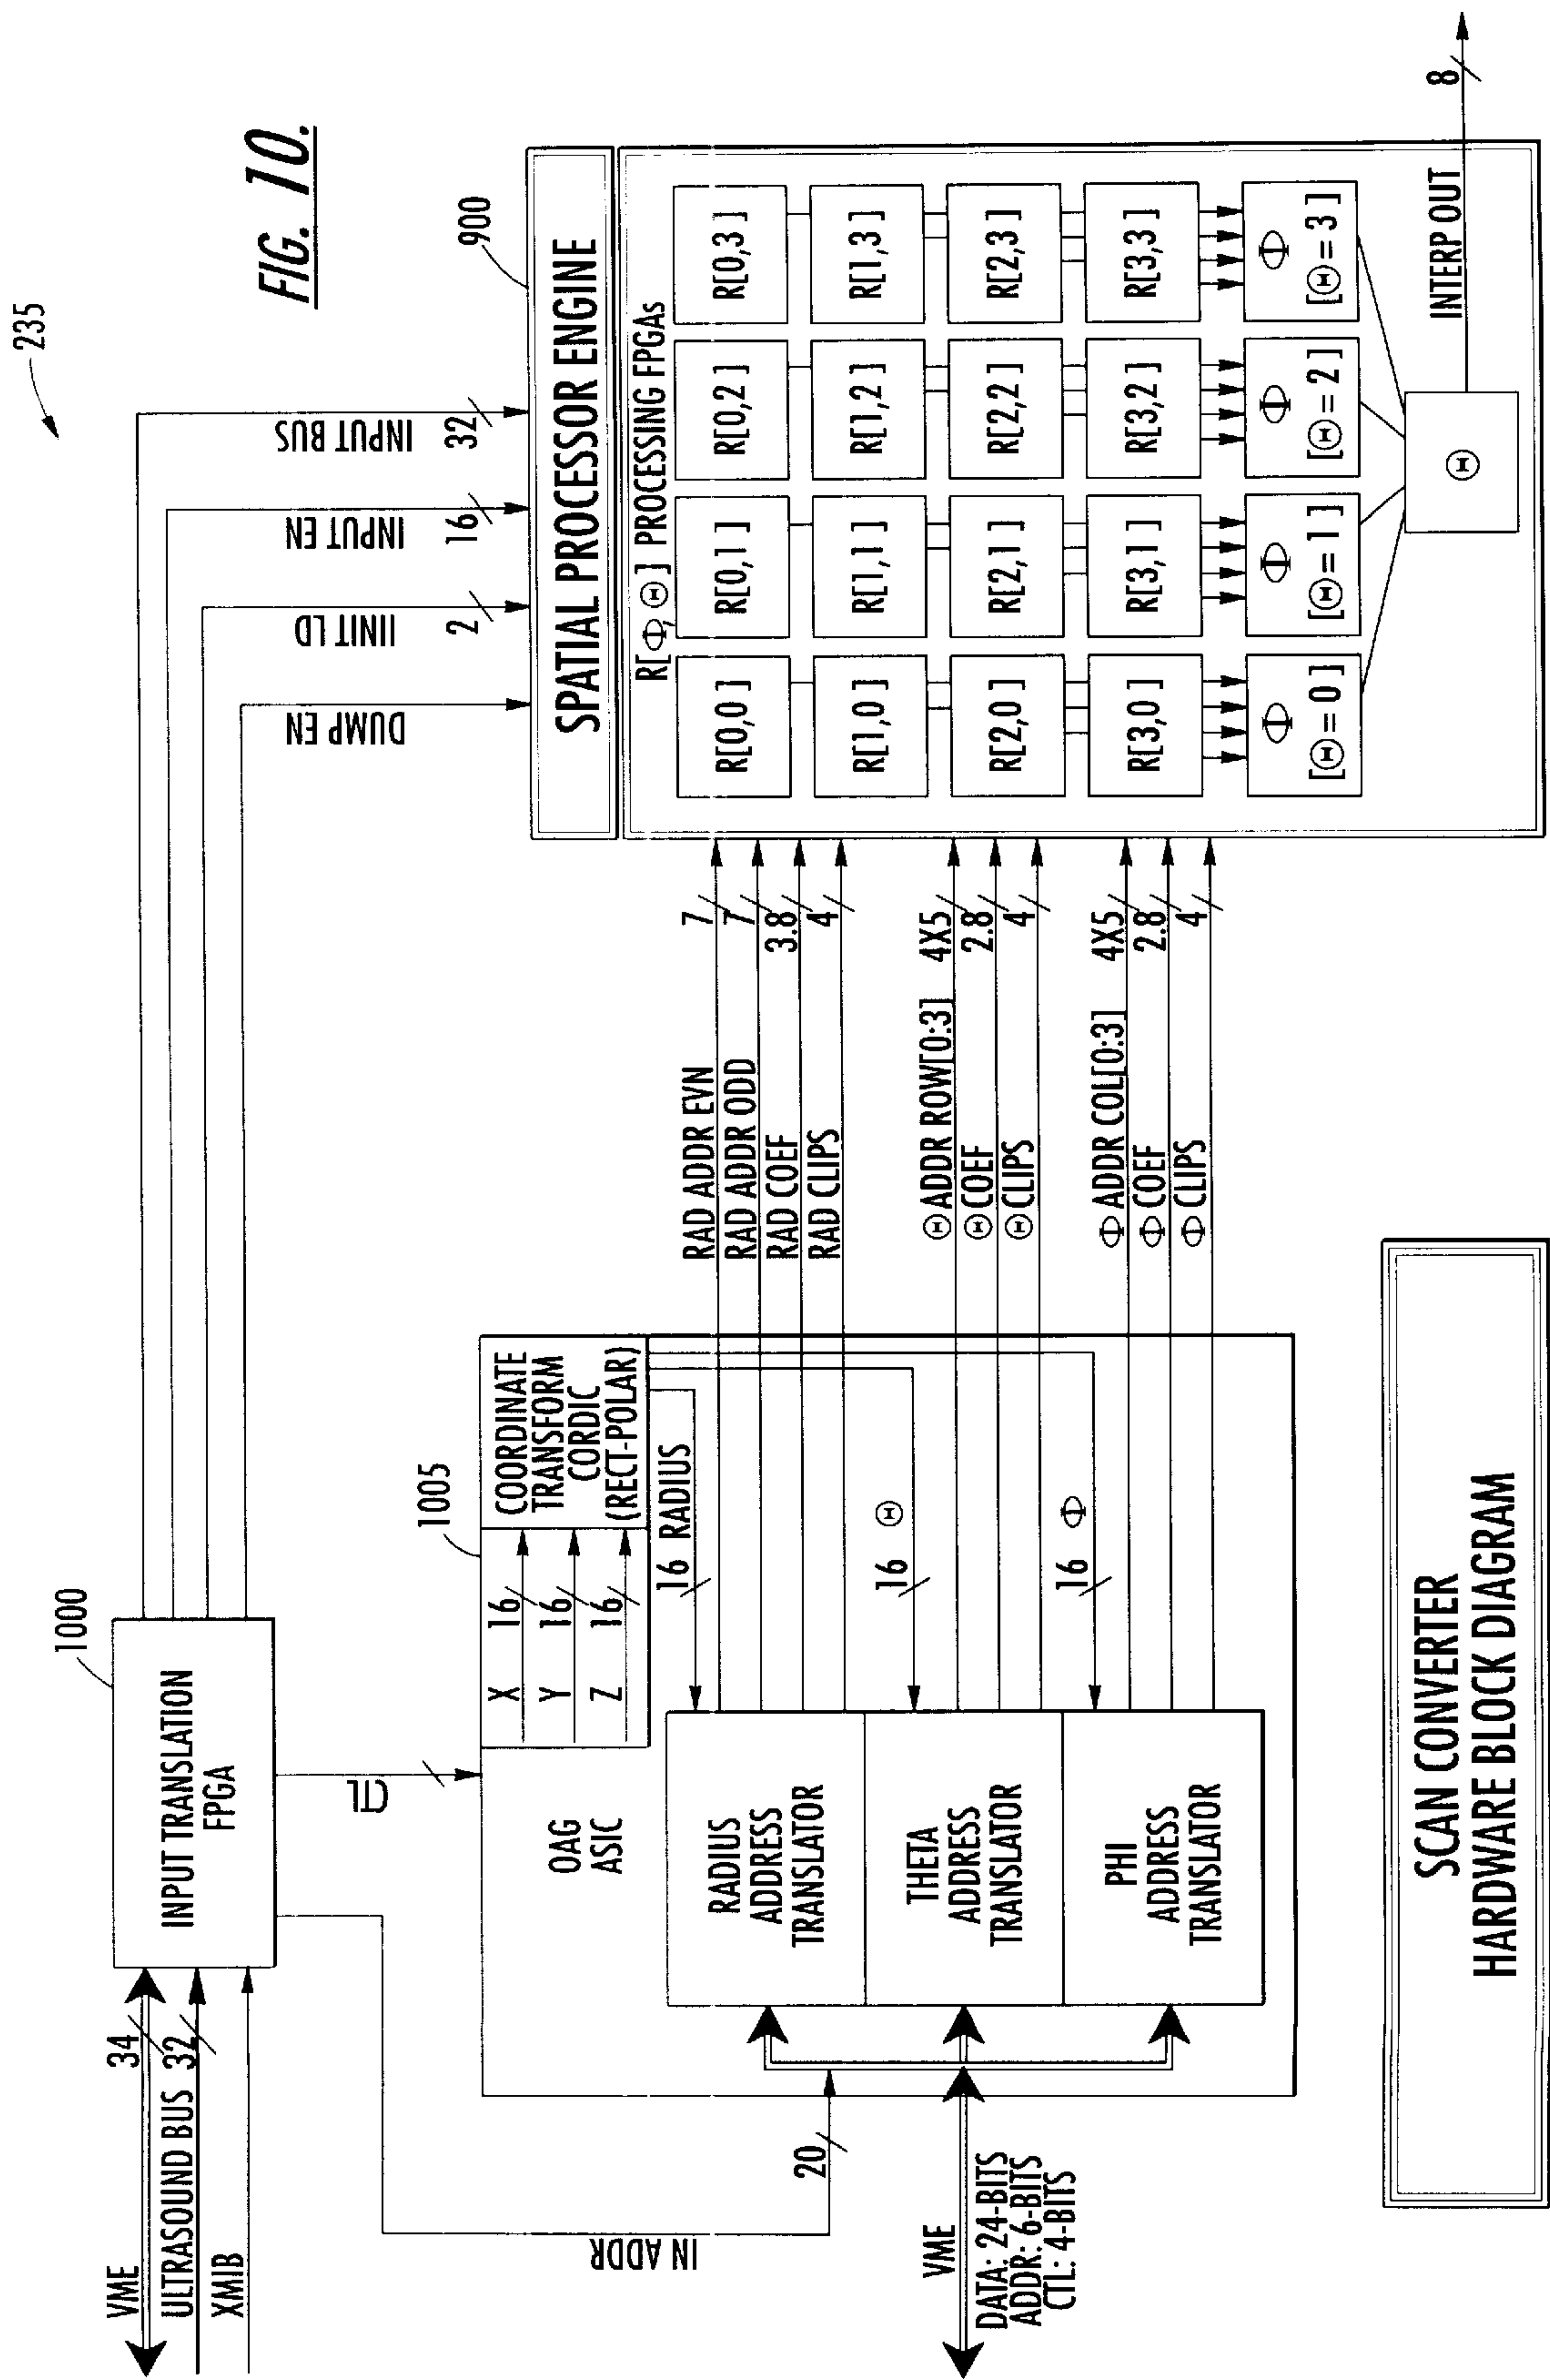 235
FIG. 10.
1000
INPUT TRANSLATION
FPGA
VME
34
ULTRASOUND BUS
32
XMIB
IN ADDR
20
CTL
DUMP EN
IINIT LD
2
INPUT EN
16
INPUT BUS
32
1005
OAG
ASIC
X
16
Y
16
Z
16
COORDINATE
TRANSFORM
CORDIC
(RECT-POLAR)
16
RADIUS
16
Θ
16
Φ
RADIUS
ADDRESS
TRANSLATOR
THETA
ADDRESS
TRANSLATOR
PHI
ADDRESS
TRANSLATOR
VME
DATA: 24-BITS
ADDR: 6-BITS
CTL: 4-BITS
RAD ADDR EVN
7
RAD ADDR ODD
7
RAD COEF
3.8
RAD CLIPS
4
Θ ADDR ROW[0:3]
4X5
Θ COEF
2.8
Θ CLIPS
4
Φ ADDR COL[0:3]
4X5
Φ COEF
2.8
Φ CLIPS
4
900
SPATIAL PROCESSOR ENGINE
R[Φ,Θ] PROCESSING FPGAs
R[0,0] R[0,1] R[0,2] R[0,3]
R[1,0] R[1,1] R[1,2] R[1,3]
R[2,0] R[2,1] R[2,2] R[2,3]
R[3,0] R[3,1] R[3,2] R[3,3]
Φ Φ Φ Φ
[Θ=0] [Θ=1] [Θ=2] [Θ=3]
Θ
INTERP OUT
8
SCAN CONVERTER
HARDWARE BLOCK DIAGRAM